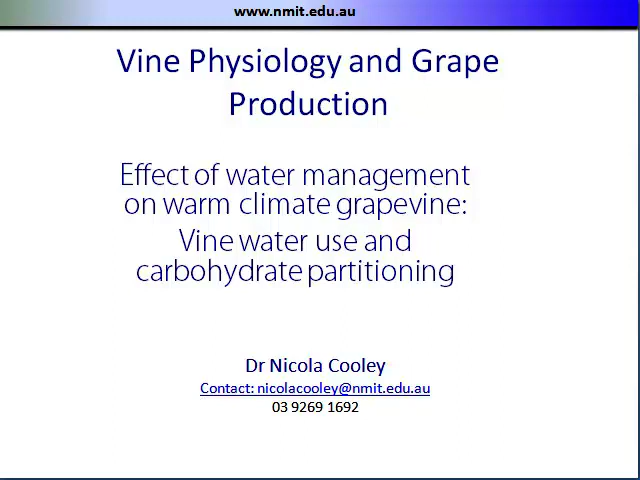 www.nmit.edu.au
Vine Physiology and Grape
Production
Effect of water management
on warm climate grapevine:
Vine water use and
carbohydrate partitioning
Dr Nicola Cooley
Contact: nicolacooley@nmit.edu.au
03 9269 1692